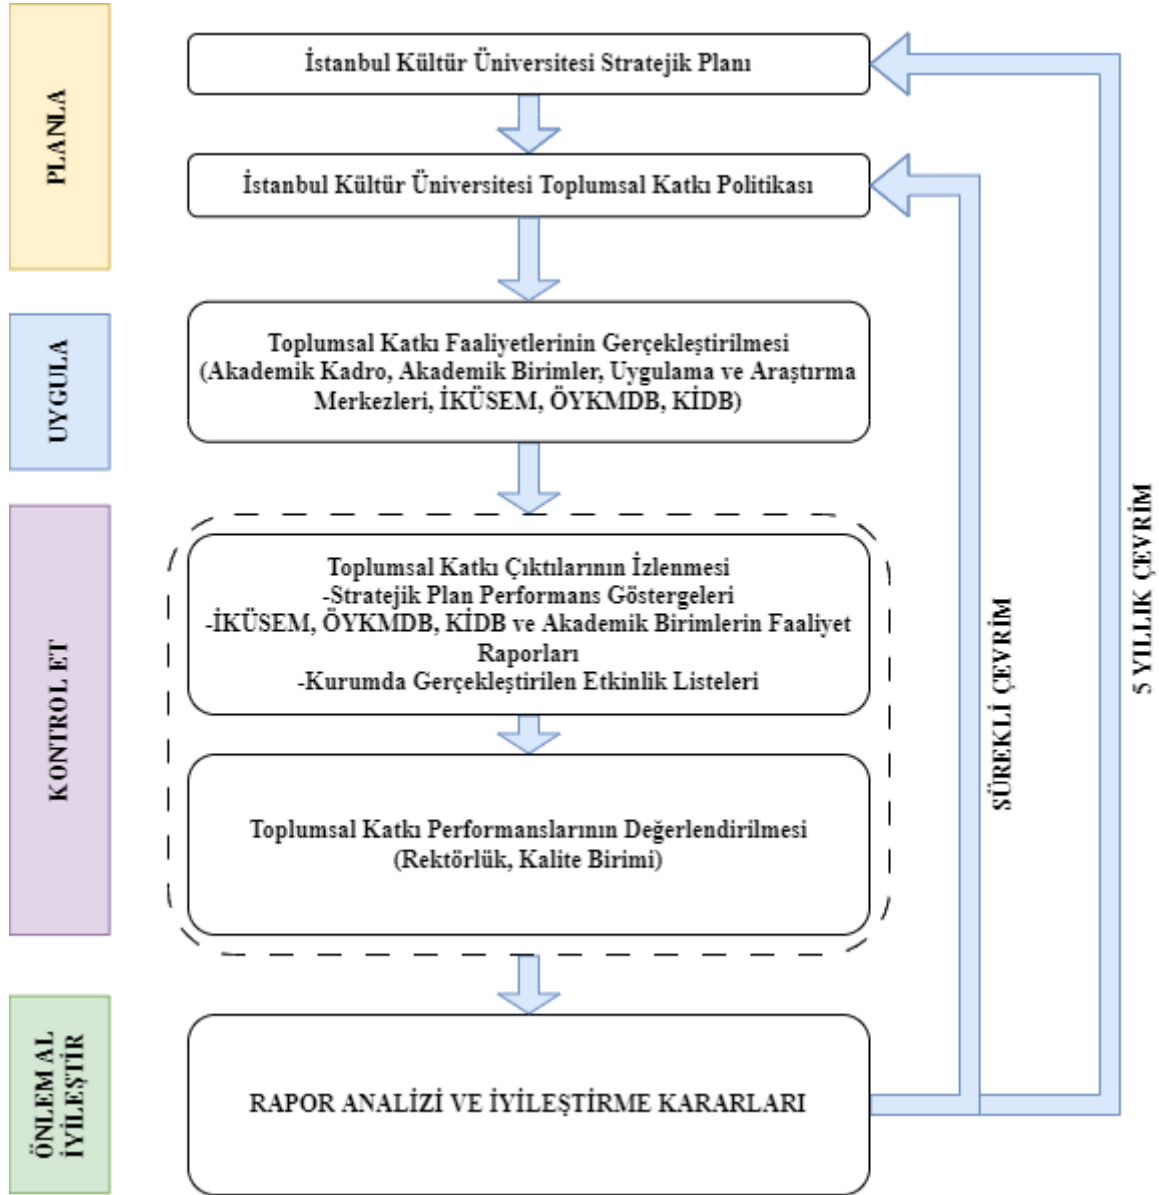 PLANLA
İstanbul Kültür Üniversitesi Stratejik Planı
İstanbul Kültür Üniversitesi Toplumsal Katkı Politikası
UYGULA
Toplumsal Katkı Faaliyetlerinin Gerçekleştirilmesi
(Akademik Kadro, Akademik Birimler, Uygulama ve Araştırma
Merkezleri, İKÜSEM, ÖYKMDB, KİDB)
KONTROL ET
Toplumsal Katkı Çıktılarının İzlenmesi
-Stratejik Plan Performans Göstergeleri
-İKÜSEM, ÖYKMDB, KİDB ve Akademik Birimlerin Faaliyet
Raporları
-Kurumda Gerçekleştirilen Etkinlik Listeleri
Toplumsal Katkı Performanslarının Değerlendirilmesi
(Rektörlük, Kalite Birimi)
ÖNLEM AL
İYİLEŞTİR
RAPOR ANALİZİ VE İYİLEŞTİRME KARARLARI
SÜREKLİ ÇEVRİM
5 YILLIK ÇEVRİM